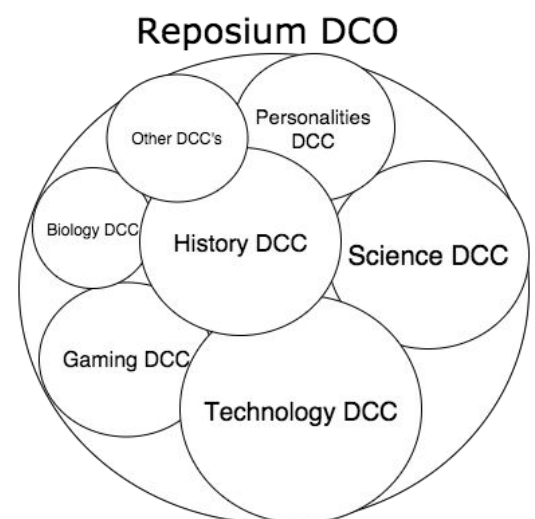 Reposium DCO
Personalities
DCC
Other DCC's
Biology DCC
History DCC
Science DCC
Gaming DCC
Technology DCC